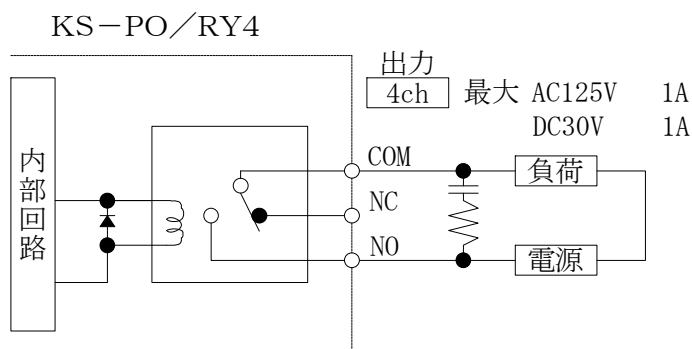 KS-PO／RY4
出力
4ch 最大 AC125V 1A
DC30V 1A
内部回路
COM
NC
NO
負荷
電源